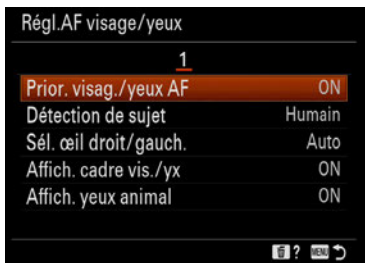 Régl.AF visage/yeux
1
Prior. visag./yeux AF ON
Détection de sujet Humain
Sél. œil droit/gauch. Auto
Affich. cadre vis./yx ON
Affich. yeux animal ON
? MENU